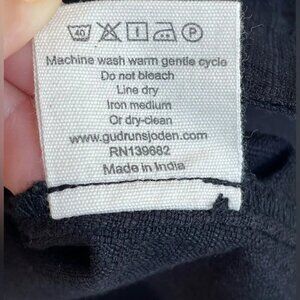 40 P
Machine wash warm gentle cycle
Do not bleach
Line dry
Iron medium
Or dry-clean
www.gudrunsjoden.com
RN139682
Made in India